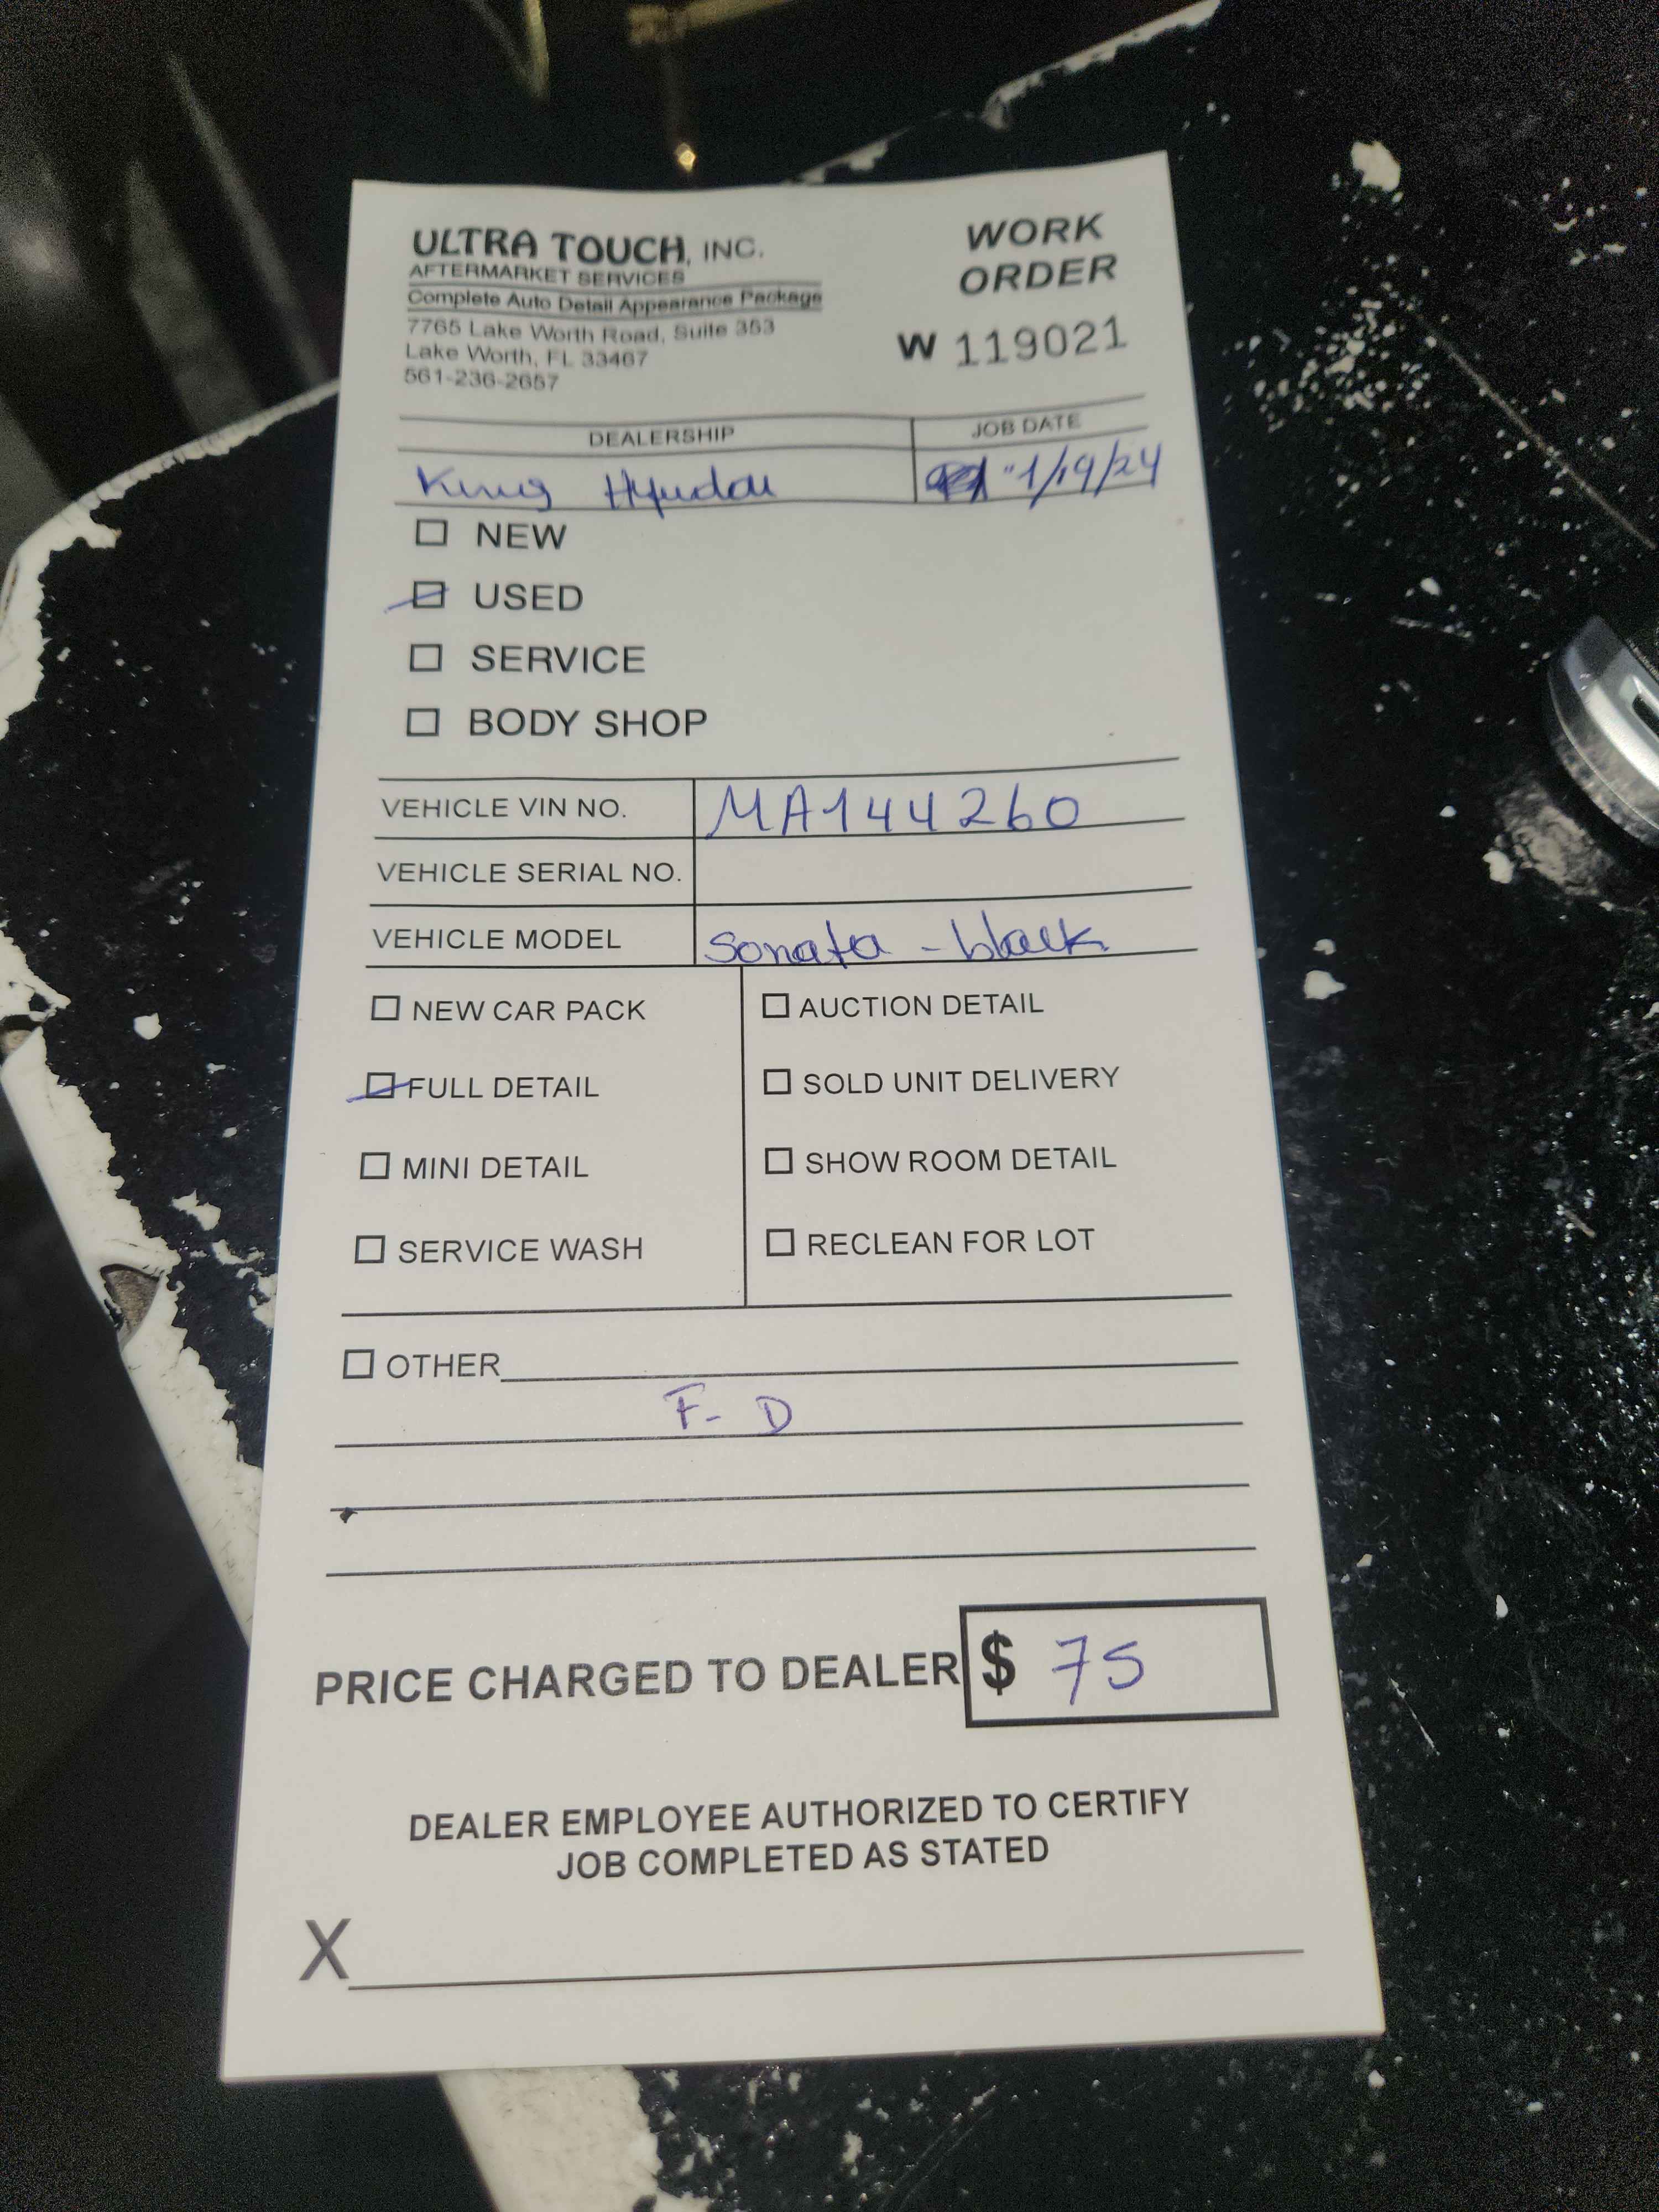 ULTRA TOUCH, INC.
AFTERMARKET SERVICES
Complete Auto Detail Appearance Package
7765 Lake Worth Road, Suite 353
Lake Worth, FL 33467
561-236-2657
WORK
ORDER
W 119021
DEALERSHIP JOB DATE
King Hyundai 1/19/24
NEW
USED
SERVICE
BODY SHOP
VEHICLE VIN NO. MA144260
VEHICLE SERIAL NO.
VEHICLE MODEL Sonata - black
NEW CAR PACK AUCTION DETAIL
FULL DETAIL SOLD UNIT DELIVERY
MINI DETAIL SHOW ROOM DETAIL
SERVICE WASH RECLEAN FOR LOT
OTHER
F- D
PRICE CHARGED TO DEALER $ 75
DEALER EMPLOYEE AUTHORIZED TO CERTIFY
JOB COMPLETED AS STATED
X